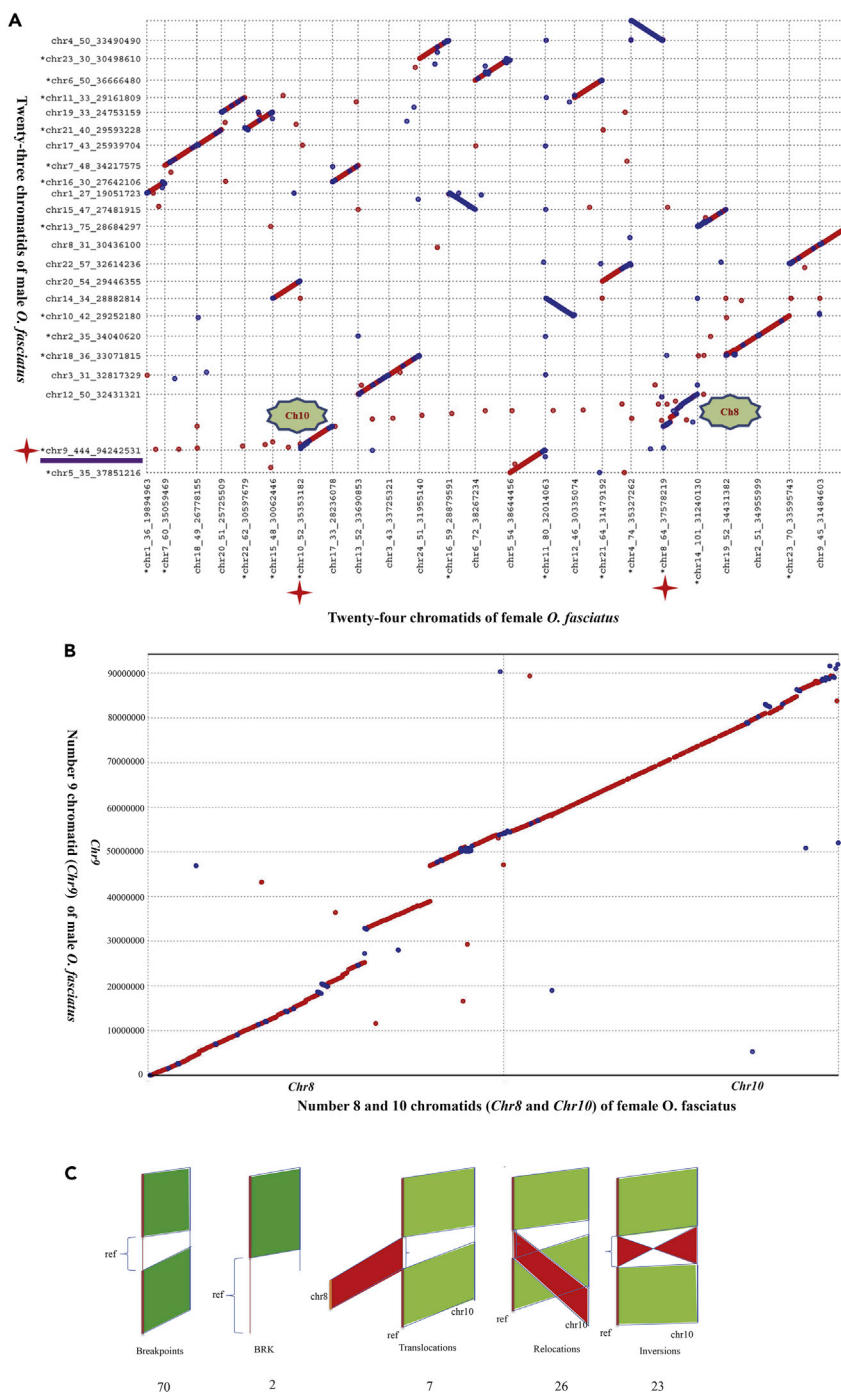 A
chr4_50_33490490
*chr23_30_30498610
*chr6_50_36666480
*chr11_33_29161809
chr19_33_24753159
*chr21_40_29593228
chr17_43_25939704
*chr7_48_34217575
*chr16_30_27642106
chr1_27_19051723
chr15_47_27481915
*chr13_75_28684297
chr8_31_30436100
chr22_57_32614236
chr20_54_29446355
chr14_34_28882814
*chr10_42_29252180
*chr2_35_34040620
*chr18_36_33071815
chr3_31_32817329
chr12_50_32431321
*chr9_444_94242531
*chr5_35_37851216
Twenty-three chromatids of male O. fasciatus
Ch10
Ch8
*chr1_36_19894963
*chr7_60_35059469
chr18_49_26778155
chr20_51_25725509
*chr22_62_30597679
*chr15_48_30062446
*chr10_52_35353182
chr17_33_28236078
chr13_52_33690853
chr3_43_33725321
chr24_51_31955140
*chr16_59_28879591
chr6_72_38267234
chr5_54_38644456
*chr11_80_32014063
chr12_46_30335074
*chr21_64_31479192
*chr4_74_35327262
*chr8_64_37578219
*chr14_101_31240130
chr19_52_34431382
chr2_51_34955999
*chr23_70_33595743
chr9_45_31484603
Twenty-four chromatids of female O. fasciatus
B
90000000
80000000
70000000
60000000
50000000
40000000
30000000
20000000
10000000
0
Number 9 chromatid (Chr9) of male O. fasciatus
Chr9
Chr8
Chr10
Number 8 and 10 chromatids (Chr8 and Chr10) of female O. fasciatus
C
ref
ref
chr8
ref
chr10
ref
chr10
ref
chr10
Breakpoints
BRK
Translocations
Relocations
Inversions
70
2
7
26
23